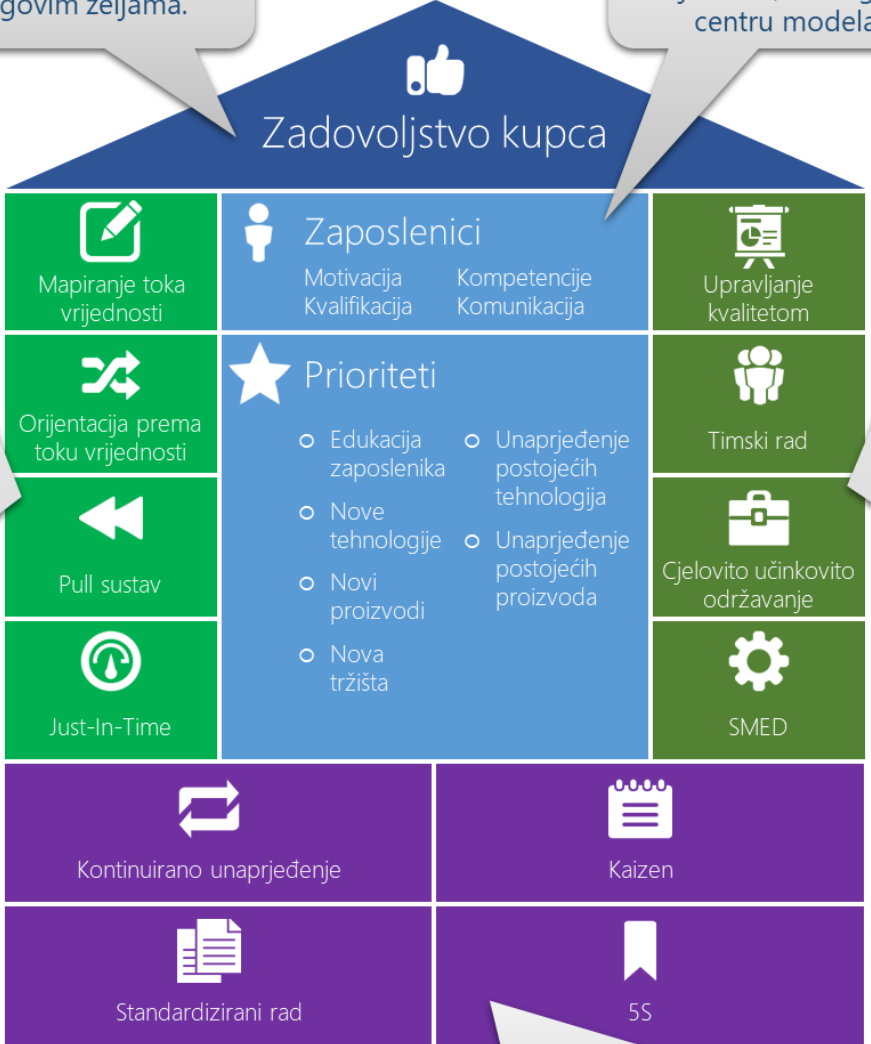 željama.
centru
Zadovoljstvo kupca
Mapiranje toka
vrijednosti
Zaposlenici
Motivacija Kompetencije
Kvalifikacija Komunikacija
Upravljanje
kvalitetom
Orijentacija prema
toku vrijednosti
Prioriteti
Edukacija
zaposlenika
Nove
tehnologije
Novi
proizvodi
Nova
tržišta
Unaprjeđenje
postojećih
tehnologija
Unaprjeđenje
postojećih
proizvoda
Timski rad
Pull sustav
Cjelovito učinkovito
održavanje
Just-In-Time
SMED
Kontinuirano unaprjeđenje
Kaizen
Standardizirani rad
5S